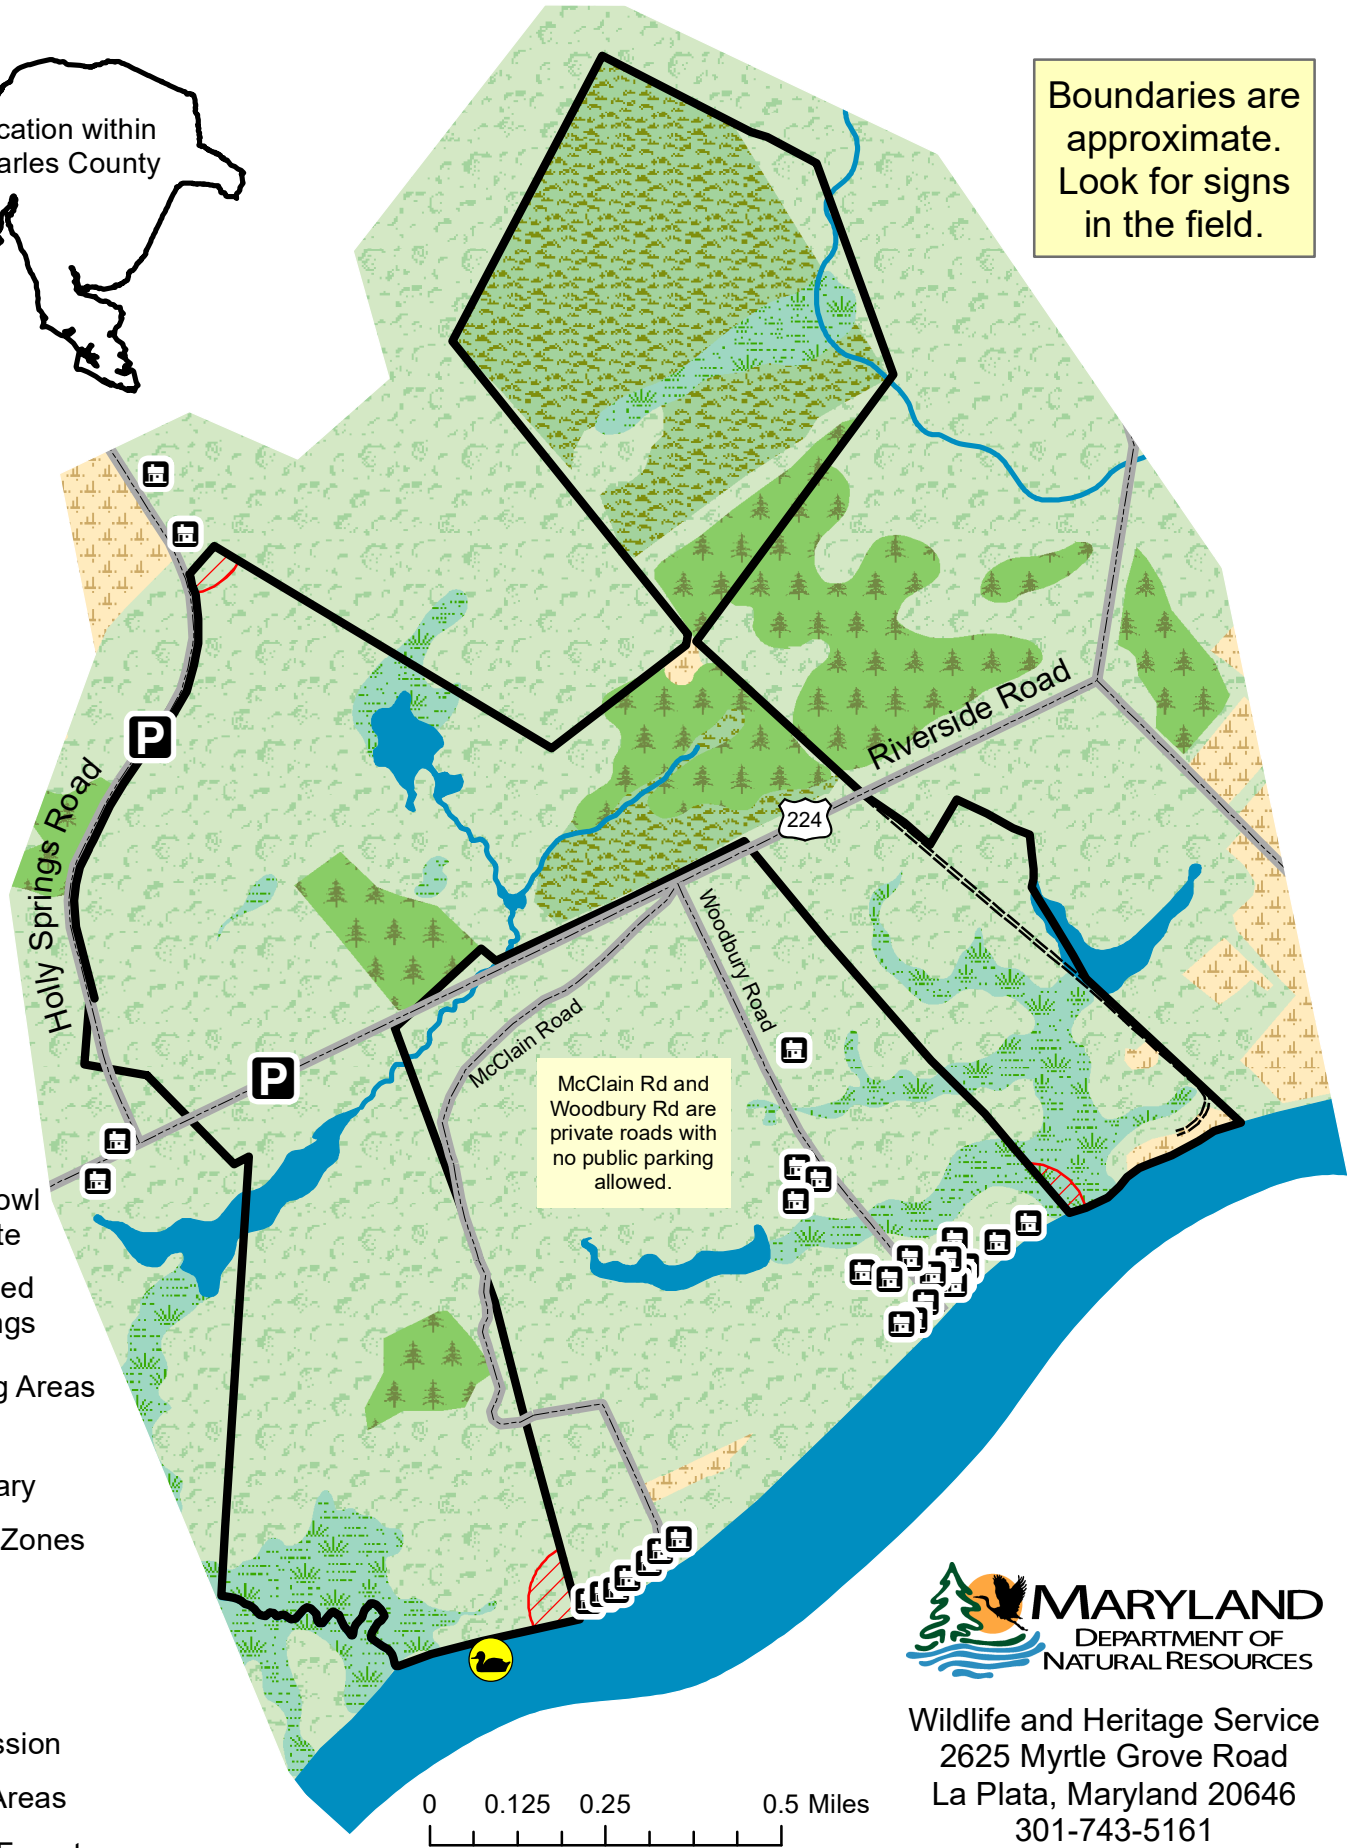 cation within
arles County
Boundaries are
approximate.
Look for signs
in the field.
P
Holly Springs Road
Riverside Road
224
Woodbury Road
McClain Road
P
McClain Rd and
Woodbury Rd are
private roads with
no public parking
allowed.
owl
te
ed
ngs
g Areas
ary
Zones
ssion
Areas
MARYLAND
DEPARTMENT OF
NATURAL RESOURCES
Wildlife and Heritage Service
2625 Myrtle Grove Road
La Plata, Maryland 20646
301-743-5161
0 0.125 0.25 0.5 Miles